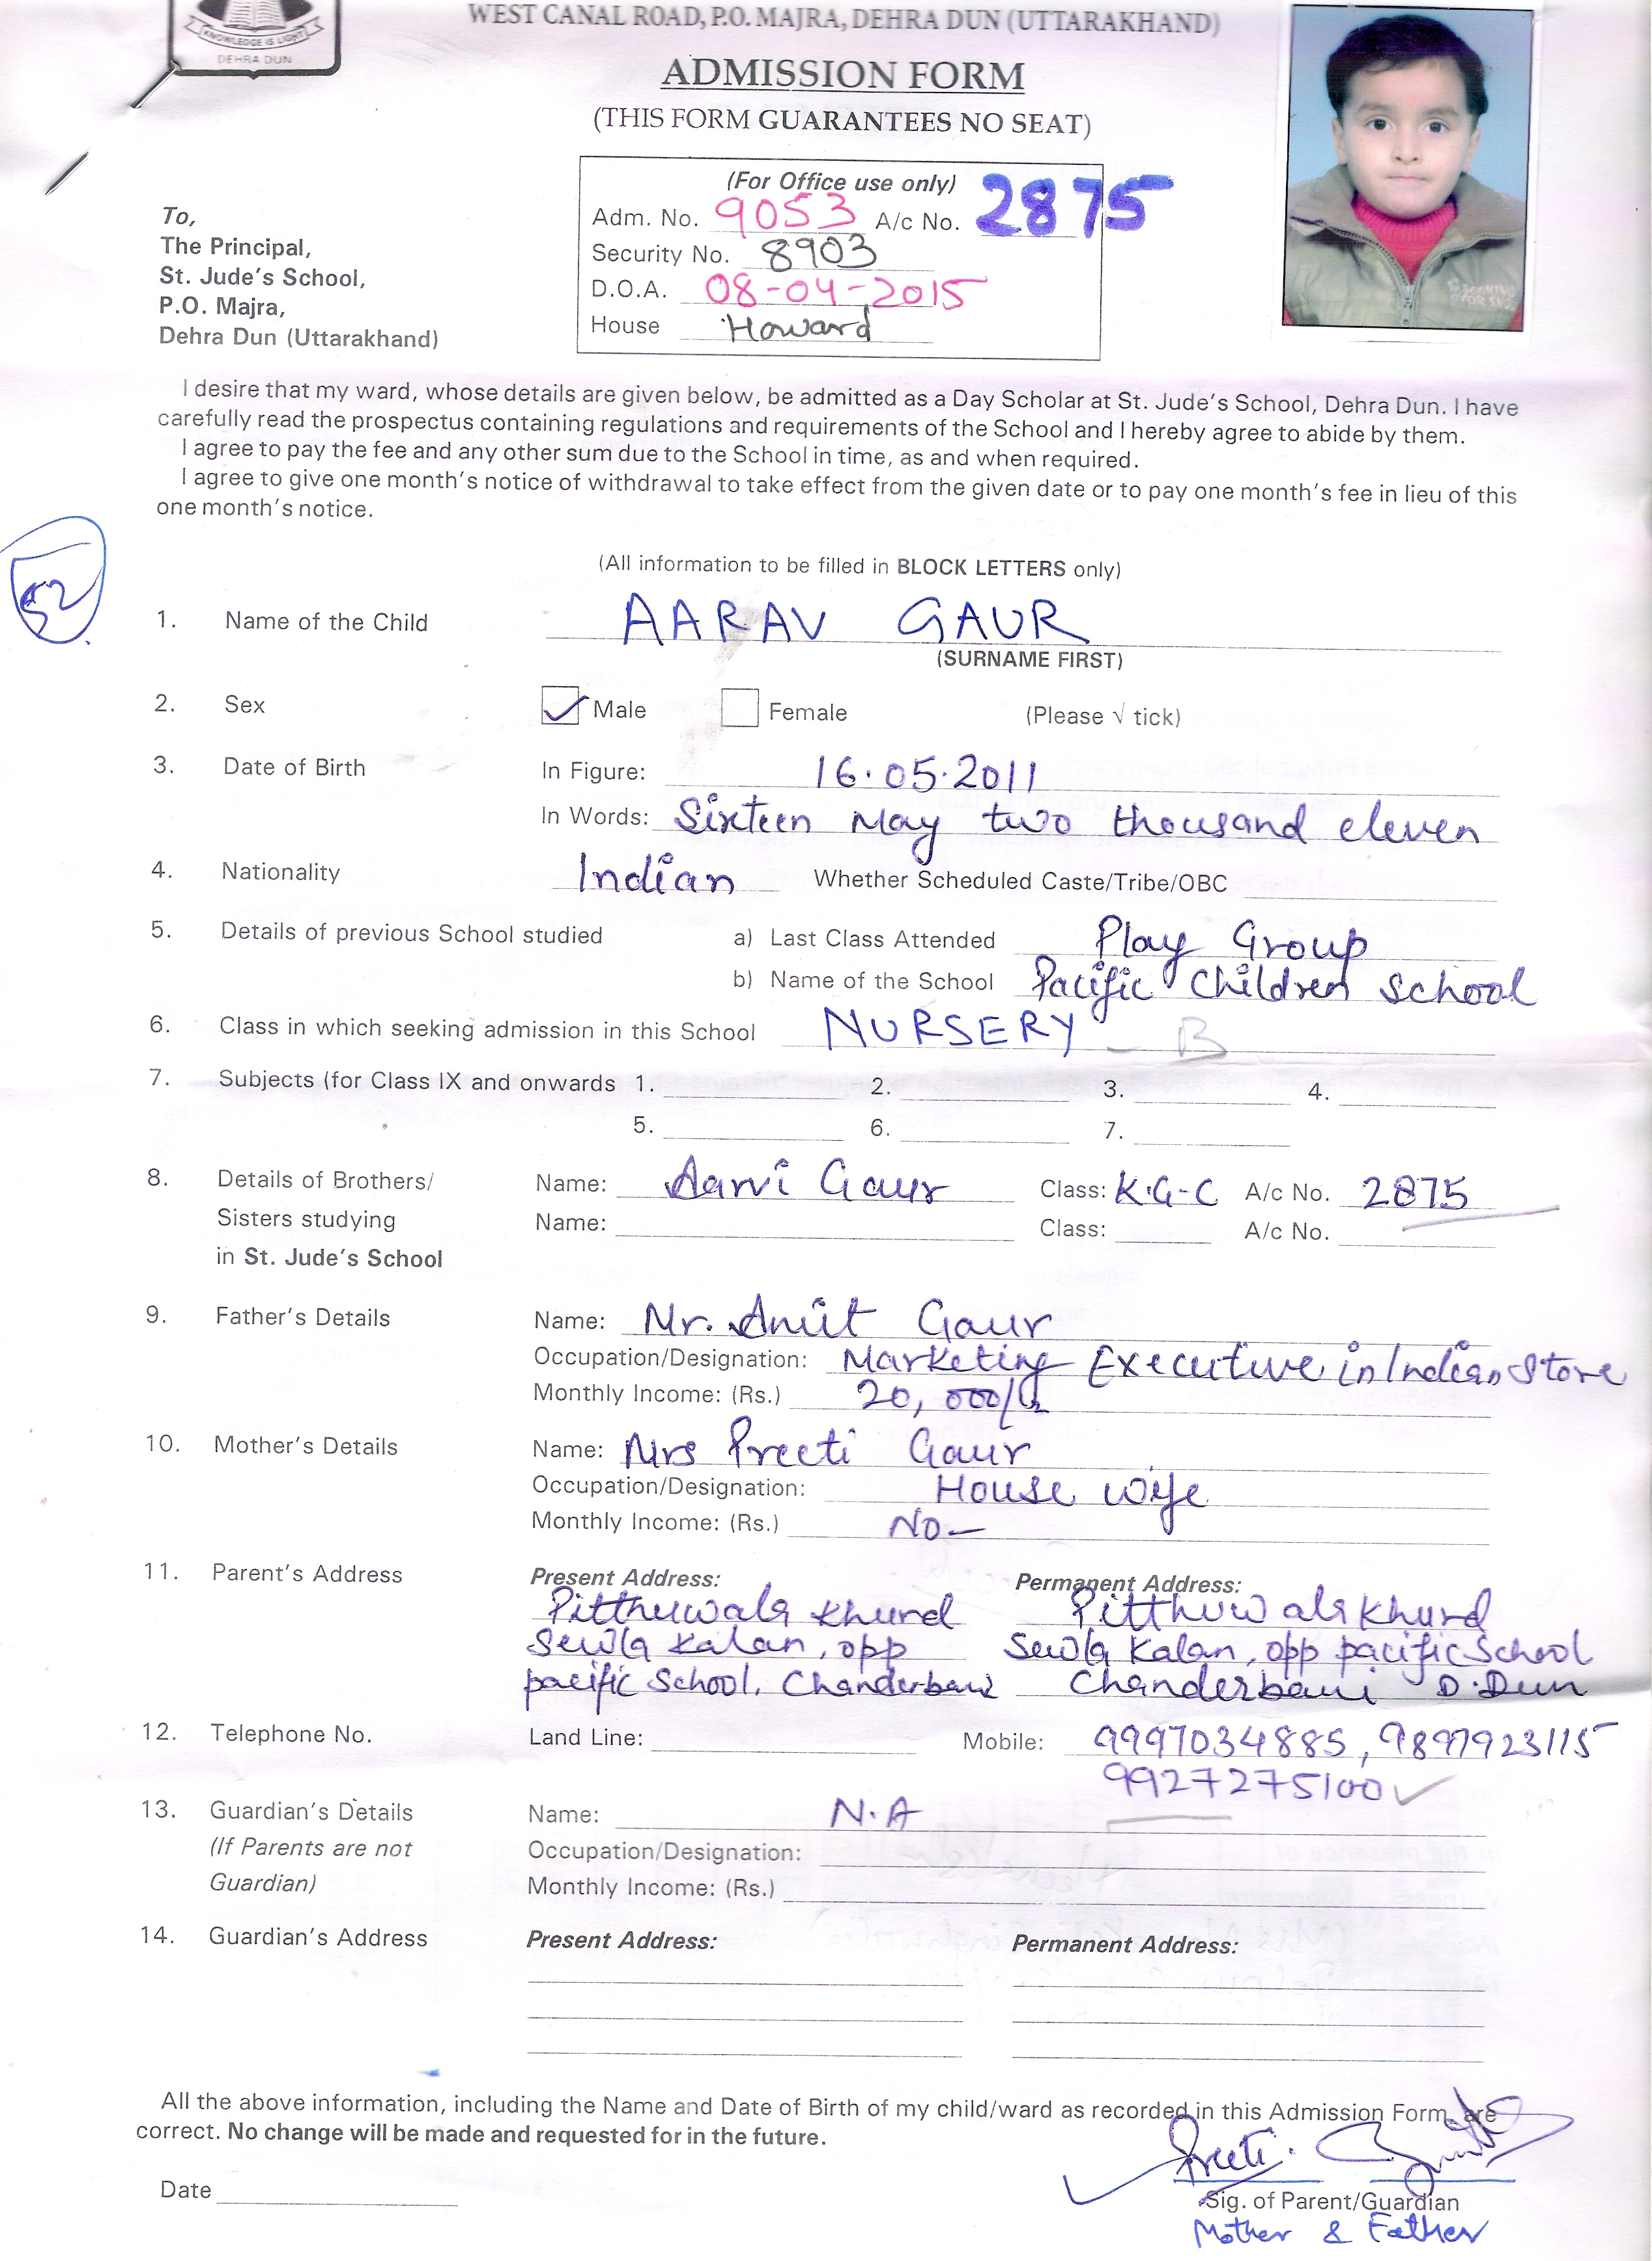 KNOWLEDGE IS LIGHT
DEHRA DUN
WEST CANAL ROAD, P.O. MAJRA, DEHRA DUN (UTTARAKHAND)
ADMISSION FORM
(THIS FORM GUARANTEES NO SEAT)
(For Office use only)
Adm. No. 9053 A/c No. 2875
Security No. 8903
D.O.A. 08-04-2015
House Howard
To,
The Principal,
St. Jude's School,
P.O. Majra,
Dehra Dun (Uttarakhand)
I desire that my ward, whose details are given below, be admitted as a Day Scholar at St. Jude's School, Dehra Dun. I have
carefully read the prospectus containing regulations and requirements of the School and I hereby agree to abide by them.
I agree to pay the fee and any other sum due to the School in time, as and when required.
I agree to give one month's notice of withdrawal to take effect from the given date or to pay one month's fee in lieu of this
one month's notice.
52
(All information to be filled in BLOCK LETTERS only)
1. Name of the Child AARAV GAUR
(SURNAME FIRST)
2. Sex Male Female (Please √ tick)
3. Date of Birth In Figure: 16.05.2011
In Words: Sixteen May two thousand eleven
4. Nationality Indian Whether Scheduled Caste/Tribe/OBC
5. Details of previous School studied a) Last Class Attended Play Group
b) Name of the School Pacific Children School
6. Class in which seeking admission in this School NURSERY - B
7. Subjects (for Class IX and onwards 1. 2. 3. 4.
5. 6. 7.
8. Details of Brothers/ Name: Aarvi Gaur Class: K.G-C A/c No. 2875
Sisters studying Name: Class: A/c No.
in St. Jude's School
9. Father's Details Name: Mr. Amit Gaur
Occupation/Designation: Marketing Executive in Indian Store
Monthly Income: (Rs.) 20,000/-
10. Mother's Details Name: Mrs Preeti Gaur
Occupation/Designation: House wife
Monthly Income: (Rs.) No—
11. Parent's Address Present Address: Permanent Address:
Pitthuwala Khurd Pitthuwala Khurd
Sewla Kalan, opp Sewla Kalan, opp pacific School
pacific School, Chanderbani Chanderbani D.Dun
12. Telephone No. Land Line: Mobile: 9997034885, 9897923115
9927275100
13. Guardian's Details Name: N.A
(If Parents are not Occupation/Designation:
Guardian) Monthly Income: (Rs.)
14. Guardian's Address Present Address: Permanent Address:
All the above information, including the Name and Date of Birth of my child/ward as recorded in this Admission Form, are
correct. No change will be made and requested for in the future.
Preeti.
Date Sig. of Parent/Guardian
Mother & Father